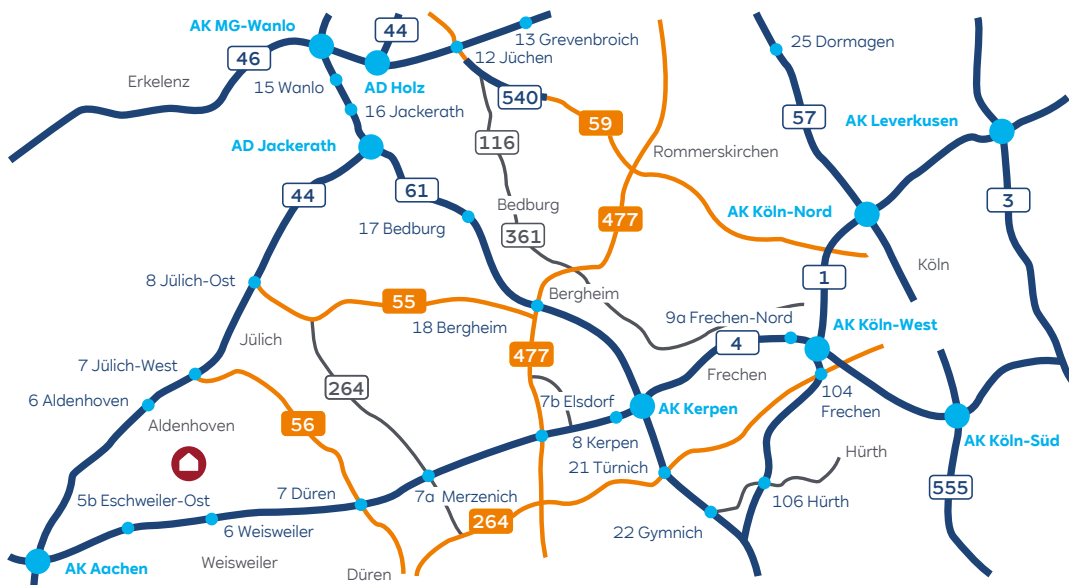 AK MG-Wanlo
44
13 Grevenbroich
12 Jüchen
25 Dormagen
46
15 Wanlo
AD Holz
Erkelenz
540
16 Jackerath
59
57
AK Leverkusen
116
AD Jackerath
Rommerskirchen
61
44
Bedburg
3
17 Bedburg
361
477
AK Köln-Nord
Köln
8 Jülich-Ost
1
55
Bergheim
18 Bergheim
9a Frechen-Nord
AK Köln-West
Jülich
477
4
7 Jülich-West
Frechen
264
7b Elsdorf
104
Frechen
6 Aldenhoven
AK Kerpen
56
Aldenhoven
8 Kerpen
AK Köln-Süd
Hürth
21 Türnich
555
5b Eschweiler-Ost
7 Düren
7a Merzenich
106 Hürth
264
6 Weisweiler
22 Gymnich
Weisweiler
AK Aachen
Düren